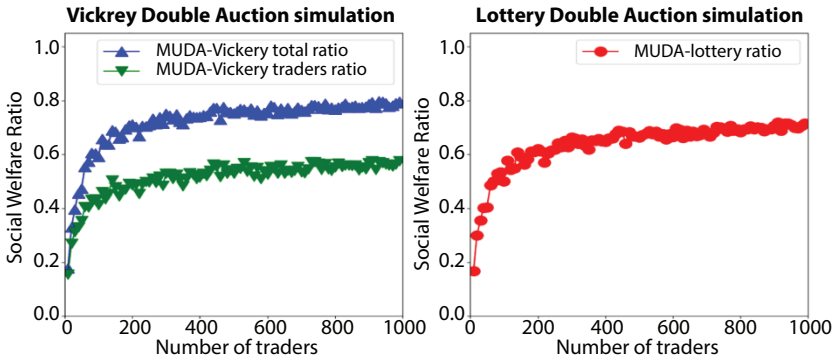 Vickrey Double Auction simulation
1.0
0.8
0.6
0.4
0.2
0.0
Social Welfare Ratio
MUDA-Vickery total ratio
MUDA-Vickery traders ratio
0 200 400 600 800 1000
Number of traders
Lottery Double Auction simulation
1.0
0.8
0.6
0.4
0.2
0.0
Social Welfare Ratio
MUDA-lottery ratio
0 200 400 600 800 1000
Number of traders